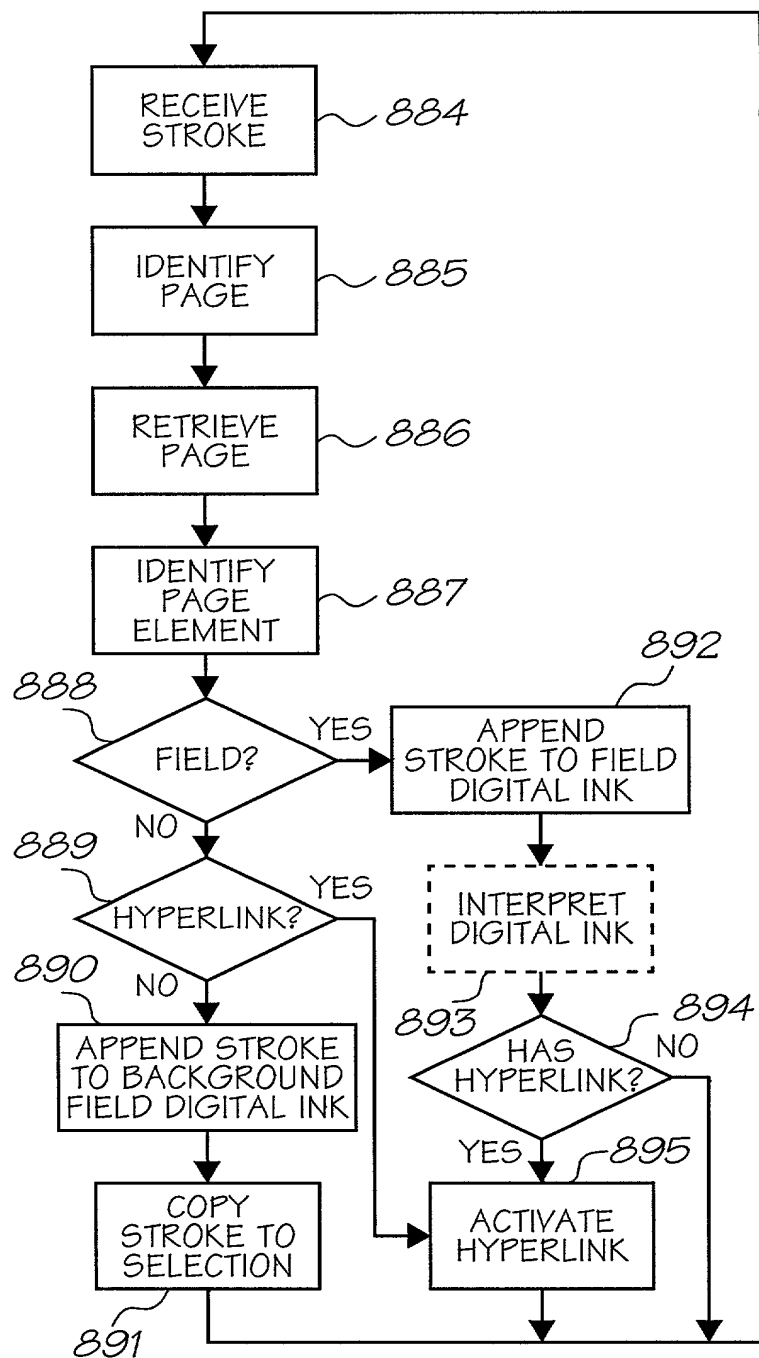 RECEIVE
STROKE
884
IDENTIFY
PAGE
885
RETRIEVE
PAGE
886
IDENTIFY
PAGE
ELEMENT
887
888
FIELD?
YES
NO
892
APPEND
STROKE TO FIELD
DIGITAL INK
889
HYPERLINK?
YES
NO
INTERPRET
DIGITAL INK
893
890
APPEND STROKE
TO BACKGROUND
FIELD DIGITAL INK
894
HAS
HYPERLINK?
NO
YES
895
COPY
STROKE TO
SELECTION
891
ACTIVATE
HYPERLINK